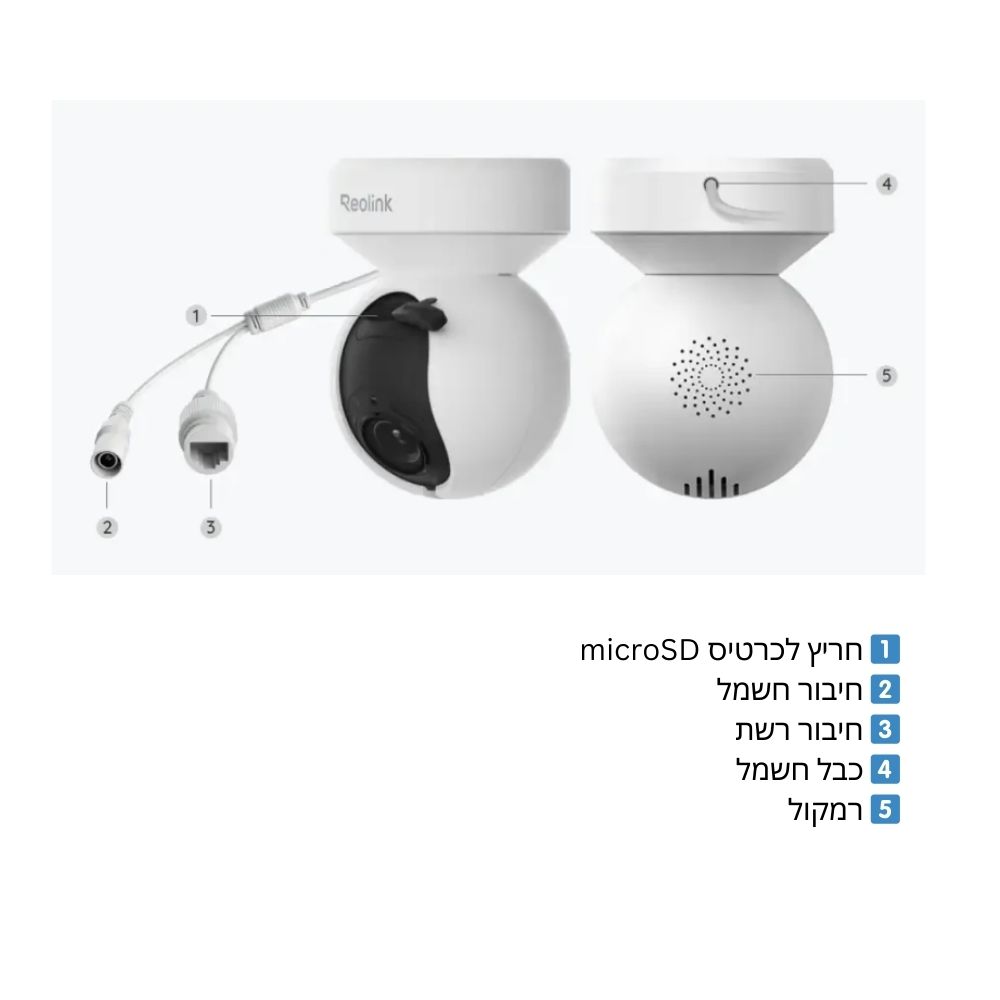 Reolink
1
2
3
4
5
1 חריץ לכרטיס microSD
2 חיבור חשמל
3 חיבור רשת
4 כבל חשמל
5 רמקול